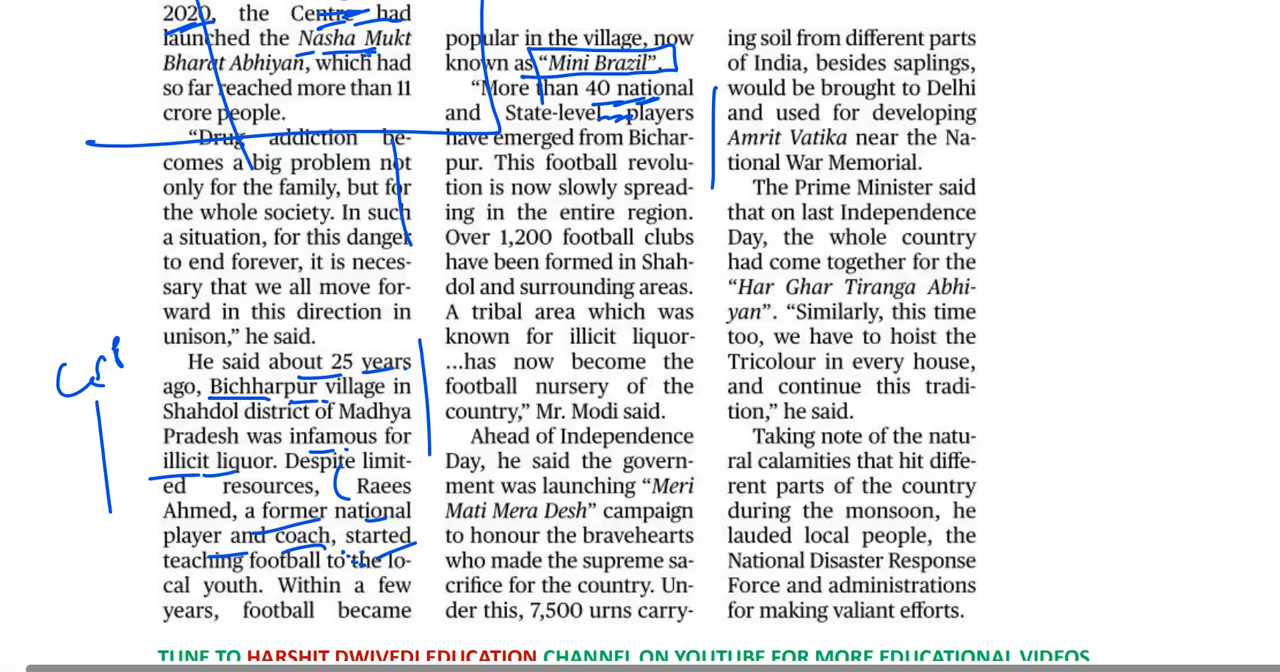 2020, the Centre had
launched the Nasha Mukt
Bharat Abhiyan, which had
so far reached more than 11
crore people.
“Drug addiction be-
comes a big problem not
only for the family, but for
the whole society. In such
a situation, for this danger
to end forever, it is neces-
sary that we all move for-
ward in this direction in
unison,” he said.
He said about 25 years
ago, Bichharpur village in
Shahdol district of Madhya
Pradesh was infamous for
illicit liquor. Despite limit-
ed resources, Raees
Ahmed, a former national
player and coach, started
teaching football to the lo-
cal youth. Within a few
years, football became
popular in the village, now
known as “Mini Brazil”.
“More than 40 national
and State-level players
have emerged from Bichar-
pur. This football revolu-
tion is now slowly spread-
ing in the entire region.
Over 1,200 football clubs
have been formed in Shah-
dol and surrounding areas.
A tribal area which was
known for illicit liquor-
...has now become the
football nursery of the
country,” Mr. Modi said.
Ahead of Independence
Day, he said the govern-
ment was launching “Meri
Mati Mera Desh” campaign
to honour the bravehearts
who made the supreme sa-
crifice for the country. Un-
der this, 7,500 urns carry-
ing soil from different parts
of India, besides saplings,
would be brought to Delhi
and used for developing
Amrit Vatika near the Na-
tional War Memorial.
The Prime Minister said
that on last Independence
Day, the whole country
had come together for the
“Har Ghar Tiranga Abhi-
yan”. “Similarly, this time
too, we have to hoist the
Tricolour in every house,
and continue this tradi-
tion,” he said.
Taking note of the natu-
ral calamities that hit diffe-
rent parts of the country
during the monsoon, he
lauded local people, the
National Disaster Response
Force and administrations
for making valiant efforts.
TUNE TO HARSHIT DWIVEDI EDUCATION CHANNEL ON YOUTUBE FOR MORE EDUCATIONAL VIDEOS